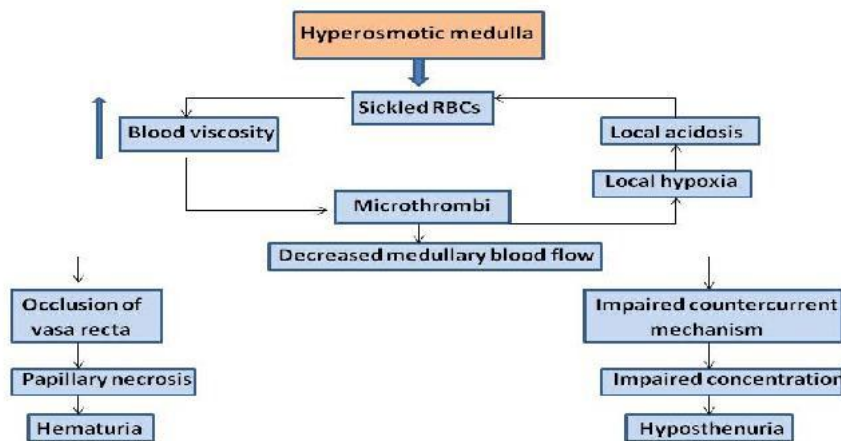 Hyperosmotic medulla
Sickled RBCs
Blood viscosity
Local acidosis
Local hypoxia
Microthrombi
Decreased medullary blood flow
Occlusion of
vasa recta
Impaired countercurrent
mechanism
Papillary necrosis
Impaired concentration
Hematuria
Hyposthenuria